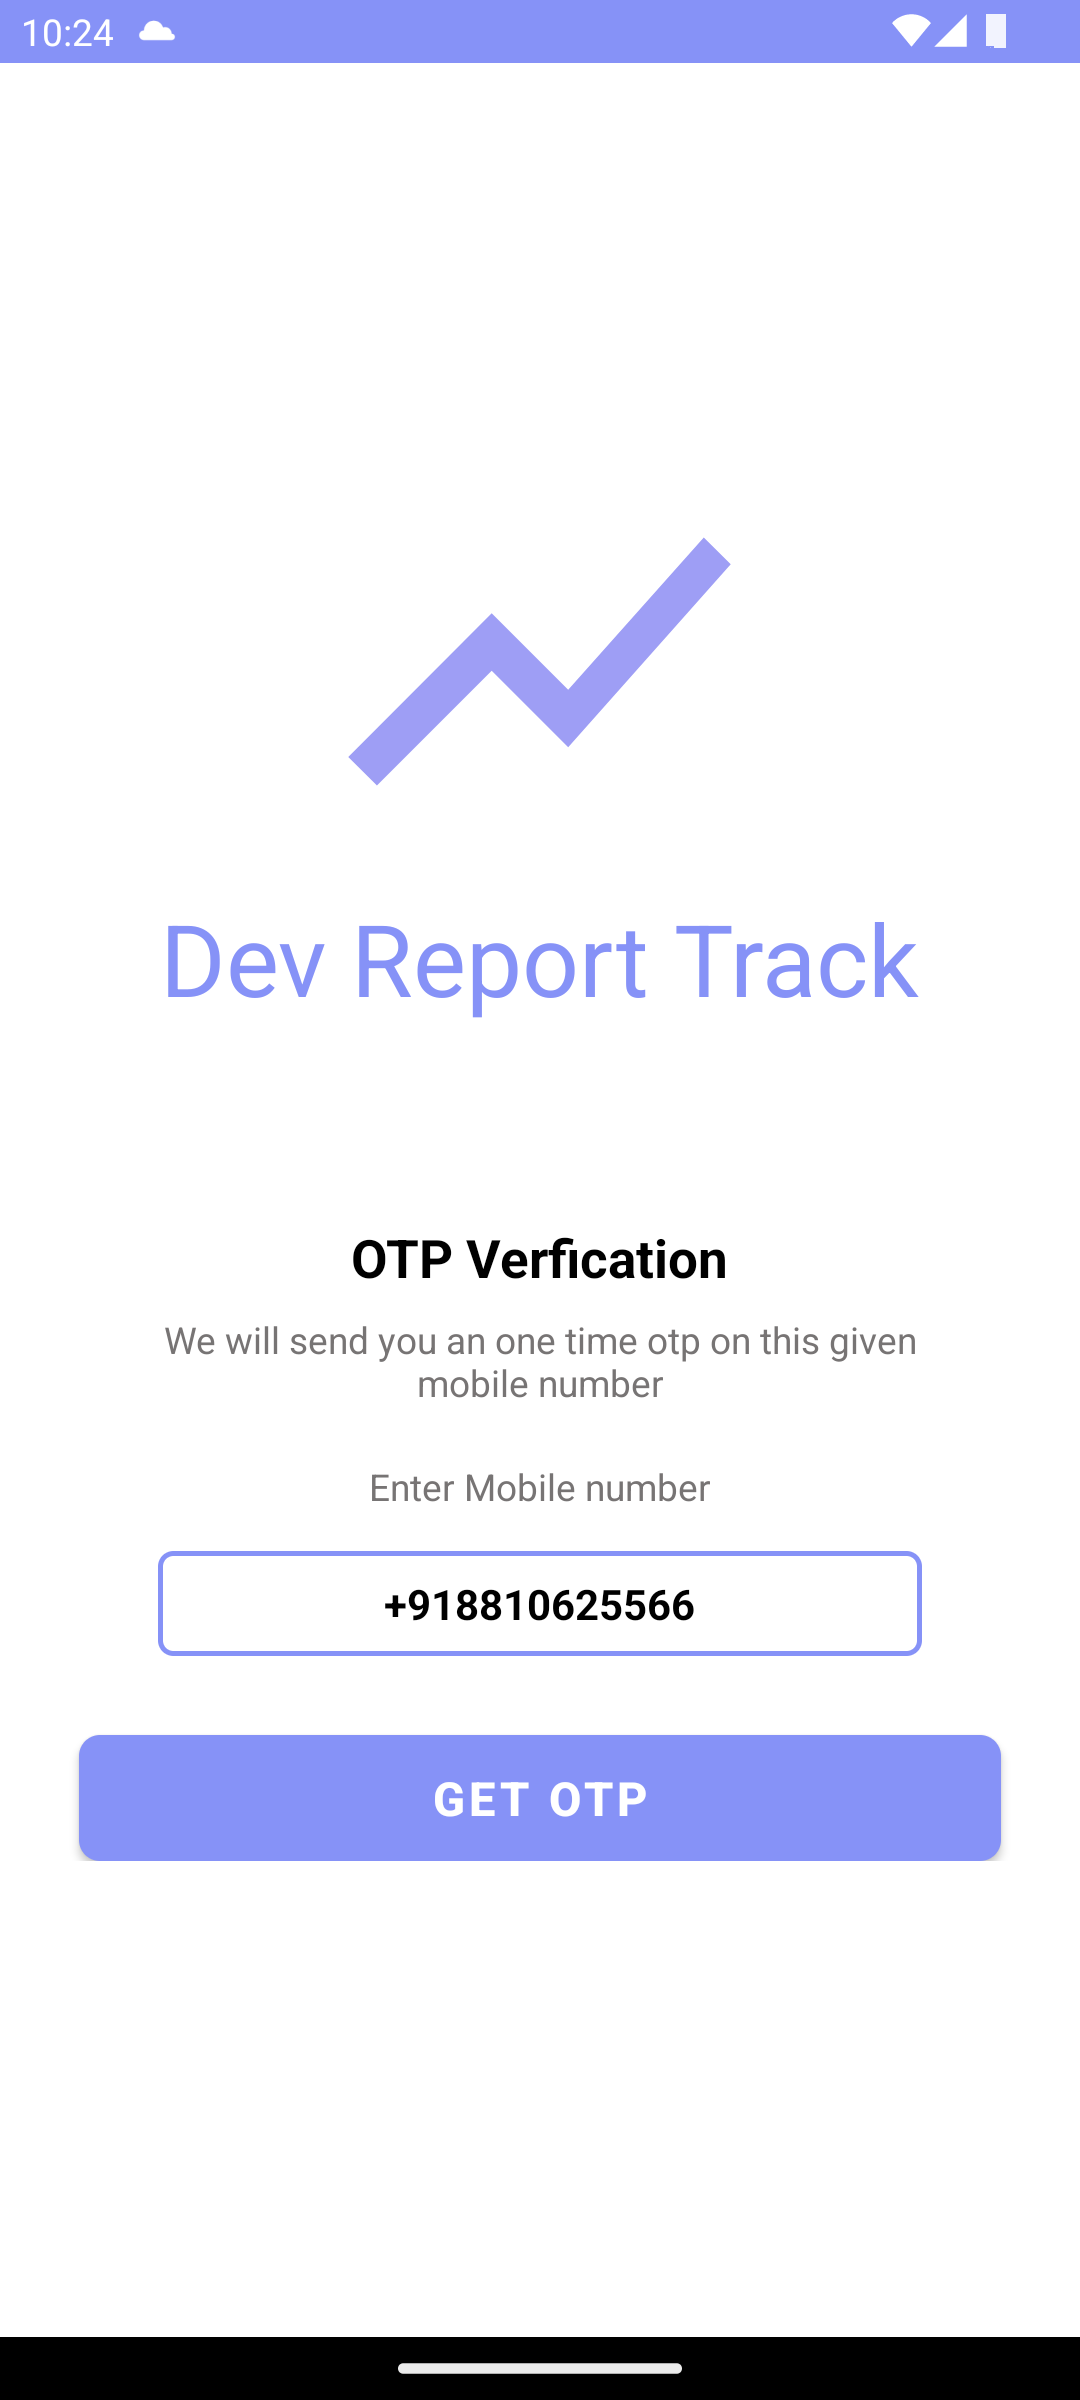 10:24
Dev Report Track
OTP Verfication
We will send you an one time otp on this given
mobile number
Enter Mobile number
+918810625566
GET OTP